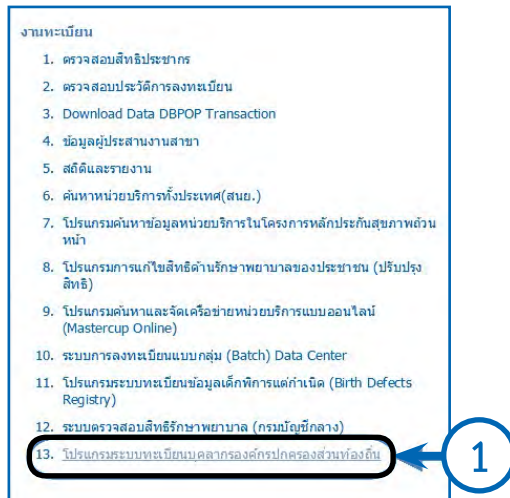 งานทะเบียน
1. ตรวจสอบสิทธิประชากร
2. ตรวจสอบประวัติการลงทะเบียน
3. Download Data DBPOP Transaction
4. ข้อมูลผู้ประสานงานสาขา
5. สถิติและรายงาน
6. ค้นหาหน่วยบริการทั้งประเทศ(สนย.)
7. โปรแกรมค้นหาข้อมูลหน่วยบริการในโครงการหลักประกันสุขภาพถ้วน
หน้า
8. โปรแกรมการแก้ไขสิทธิด้านรักษาพยาบาลของประชาชน (ปรับปรุง
สิทธิ)
9. โปรแกรมค้นหาและจัดเครือข่ายหน่วยบริการแบบออนไลน์
(Mastercup Online)
10. ระบบการลงทะเบียนแบบกลุ่ม (Batch) Data Center
11. โปรแกรมระบบทะเบียนข้อมูลเด็กพิการแต่กำเนิด (Birth Defects
Registry)
12. ระบบตรวจสอบสิทธิรักษาพยาบาล (กรมบัญชีกลาง)
13. โปรแกรมระบบทะเบียนบุคลากรองค์กรปกครองส่วนท้องถิ่น
1